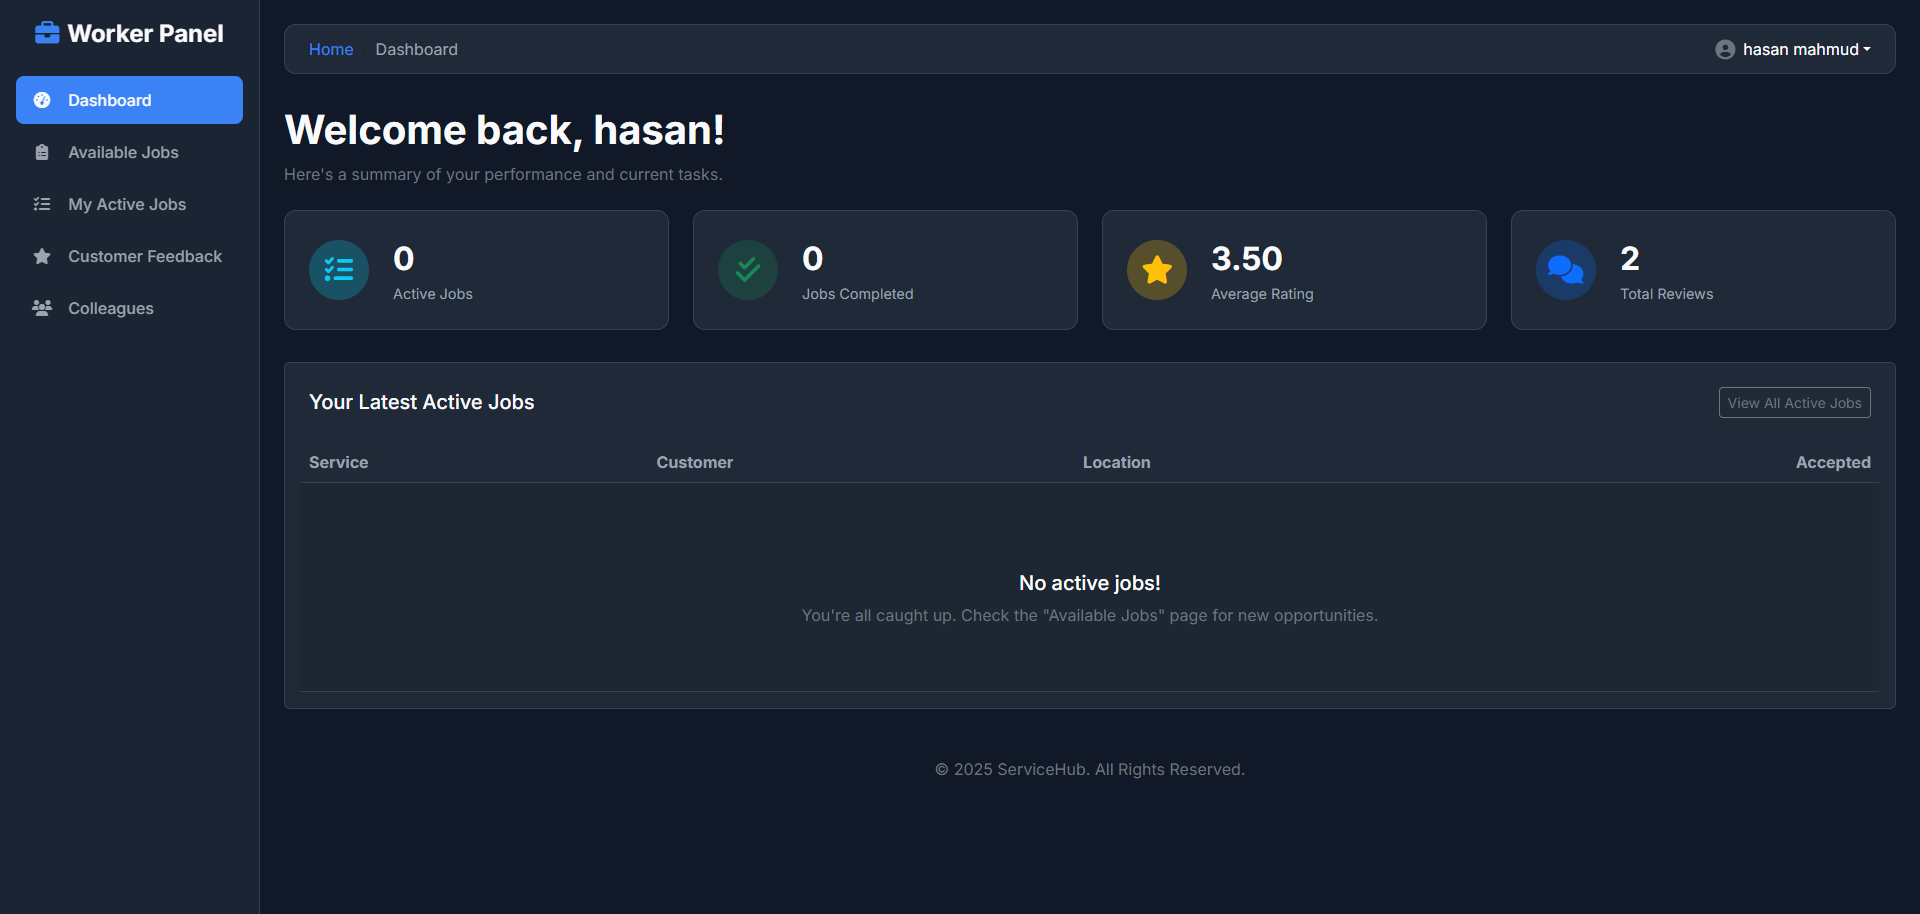 Worker Panel
Dashboard
Available Jobs
My Active Jobs
Customer Feedback
Colleagues
Home Dashboard hasan mahmud
Welcome back, hasan!
Here's a summary of your performance and current tasks.
0
Active Jobs
0
Jobs Completed
3.50
Average Rating
2
Total Reviews
Your Latest Active Jobs View All Active Jobs
Service Customer Location Accepted
No active jobs!
You're all caught up. Check the "Available Jobs" page for new opportunities.
© 2025 ServiceHub. All Rights Reserved.